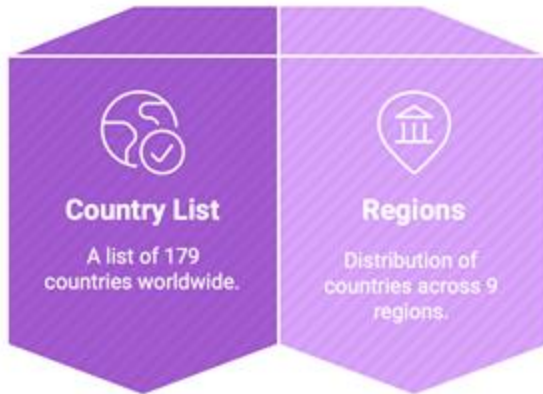 Country List
A list of 179
countries worldwide.
Regions
Distribution of
countries across 9
regions.